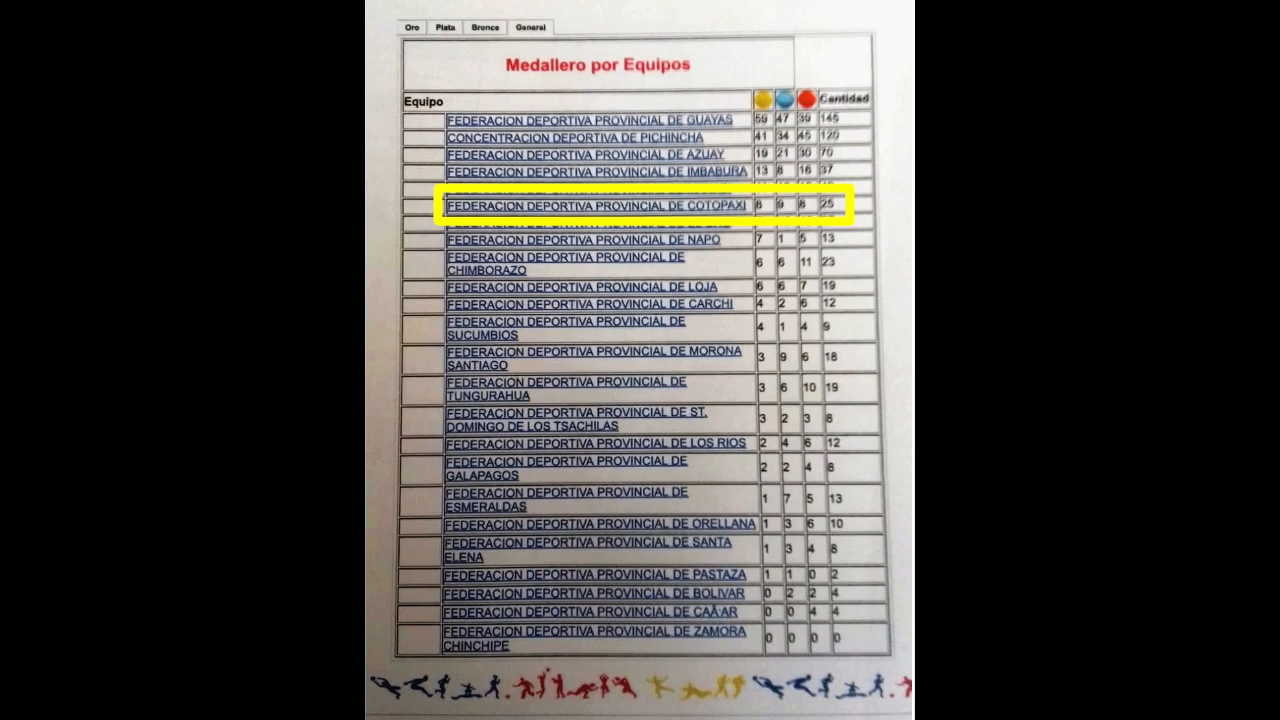 Oro Plata Bronce General
Medallero por Equipos
Equipo Cantidad
FEDERACION DEPORTIVA PROVINCIAL DE GUAYAS 59 47 39 145
CONCENTRACION DEPORTIVA DE PICHINCHA 41 34 45 120
FEDERACION DEPORTIVA PROVINCIAL DE AZUAY 19 21 30 70
FEDERACION DEPORTIVA PROVINCIAL DE IMBABURA 13 8 16 37
FEDERACION DEPORTIVA PROVINCIAL DE COTOPAXI 8 9 8 25
FEDERACION DEPORTIVA PROVINCIAL DE NAPO 7 1 5 13
FEDERACION DEPORTIVA PROVINCIAL DE
CHIMBORAZO 6 6 11 23
FEDERACION DEPORTIVA PROVINCIAL DE LOJA 6 6 7 19
FEDERACION DEPORTIVA PROVINCIAL DE CARCHI 4 2 6 12
FEDERACION DEPORTIVA PROVINCIAL DE
SUCUMBIOS 4 1 4 9
FEDERACION DEPORTIVA PROVINCIAL DE MORONA
SANTIAGO 3 9 6 18
FEDERACION DEPORTIVA PROVINCIAL DE
TUNGURAHUA 3 6 10 19
FEDERACION DEPORTIVA PROVINCIAL DE ST.
DOMINGO DE LOS TSACHILAS 3 2 3 8
FEDERACION DEPORTIVA PROVINCIAL DE LOS RIOS 2 4 6 12
FEDERACION DEPORTIVA PROVINCIAL DE
GALAPAGOS 2 2 4 8
FEDERACION DEPORTIVA PROVINCIAL DE
ESMERALDAS 1 7 5 13
FEDERACION DEPORTIVA PROVINCIAL DE ORELLANA 1 3 6 10
FEDERACION DEPORTIVA PROVINCIAL DE SANTA
ELENA 1 3 4 8
FEDERACION DEPORTIVA PROVINCIAL DE PASTAZA 1 1 0 2
FEDERACION DEPORTIVA PROVINCIAL DE BOLIVAR 0 2 2 4
FEDERACION DEPORTIVA PROVINCIAL DE CAÃ'AR 0 0 4 4
FEDERACION DEPORTIVA PROVINCIAL DE ZAMORA
CHINCHIPE 0 0 0 0